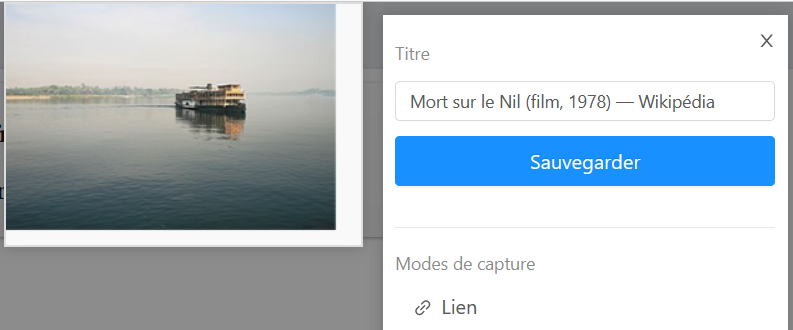 Titre
Mort sur le Nil (film, 1978) — Wikipédia
Sauvegarder
Modes de capture
Lien